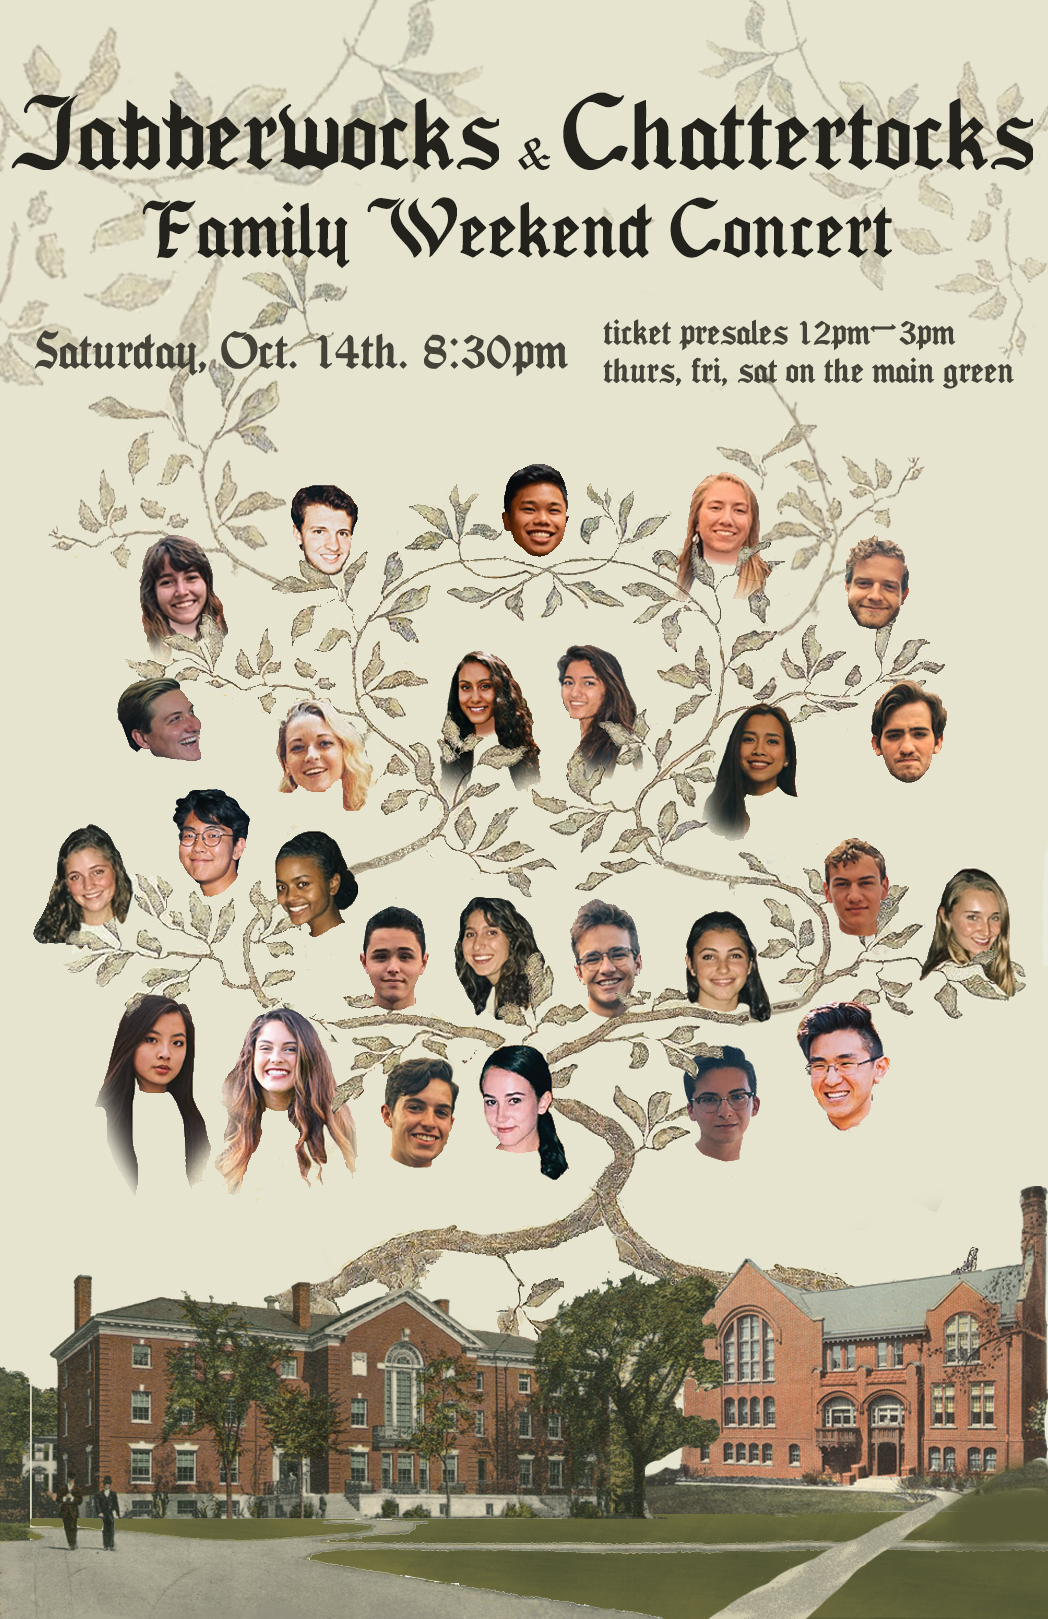 Jabberwocks & Chattertocks
Family Weekend Concert
Saturday, Oct. 14th. 8:30pm
ticket presales 12pm—3pm
thurs, fri, sat on the main green